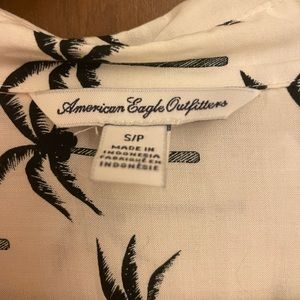 American Eagle Outfitters
S/P
MADE IN
INDONESIA
FABRIQUÉ EN
INDONÉSIE